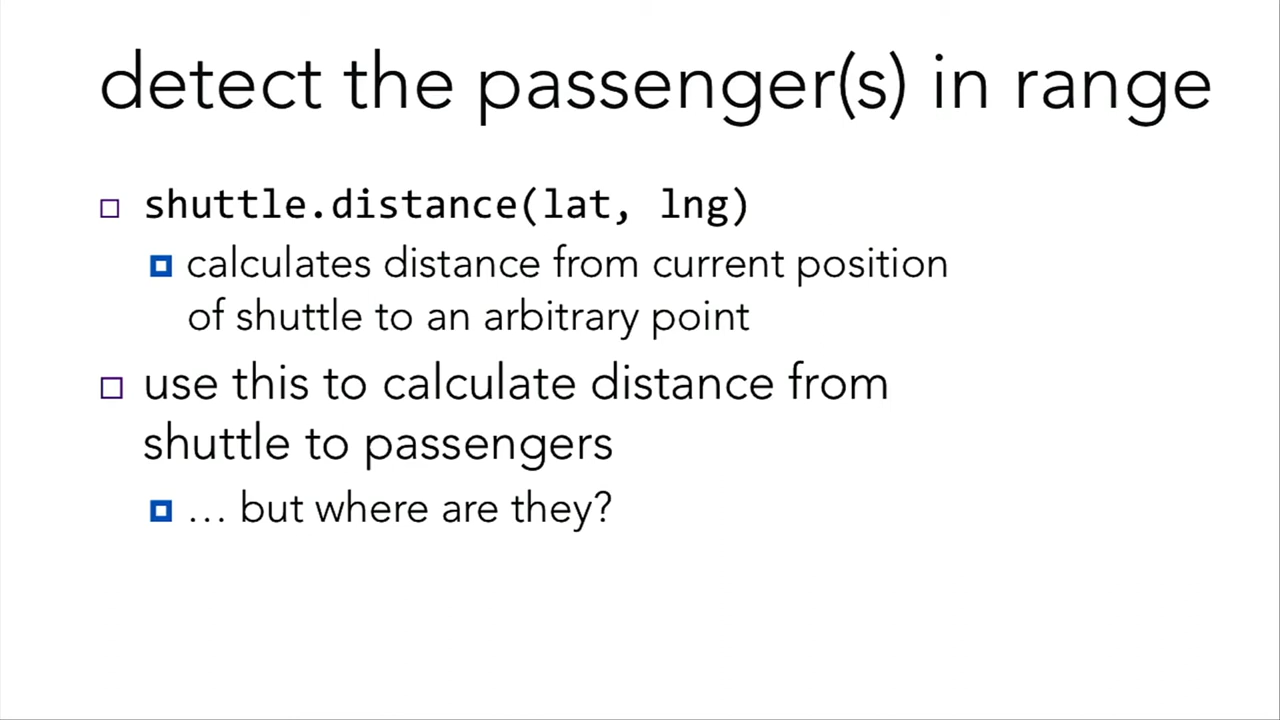 detect the passenger(s) in range
shuttle.distance(lat, lng)
calculates distance from current position
of shuttle to an arbitrary point
use this to calculate distance from
shuttle to passengers
… but where are they?